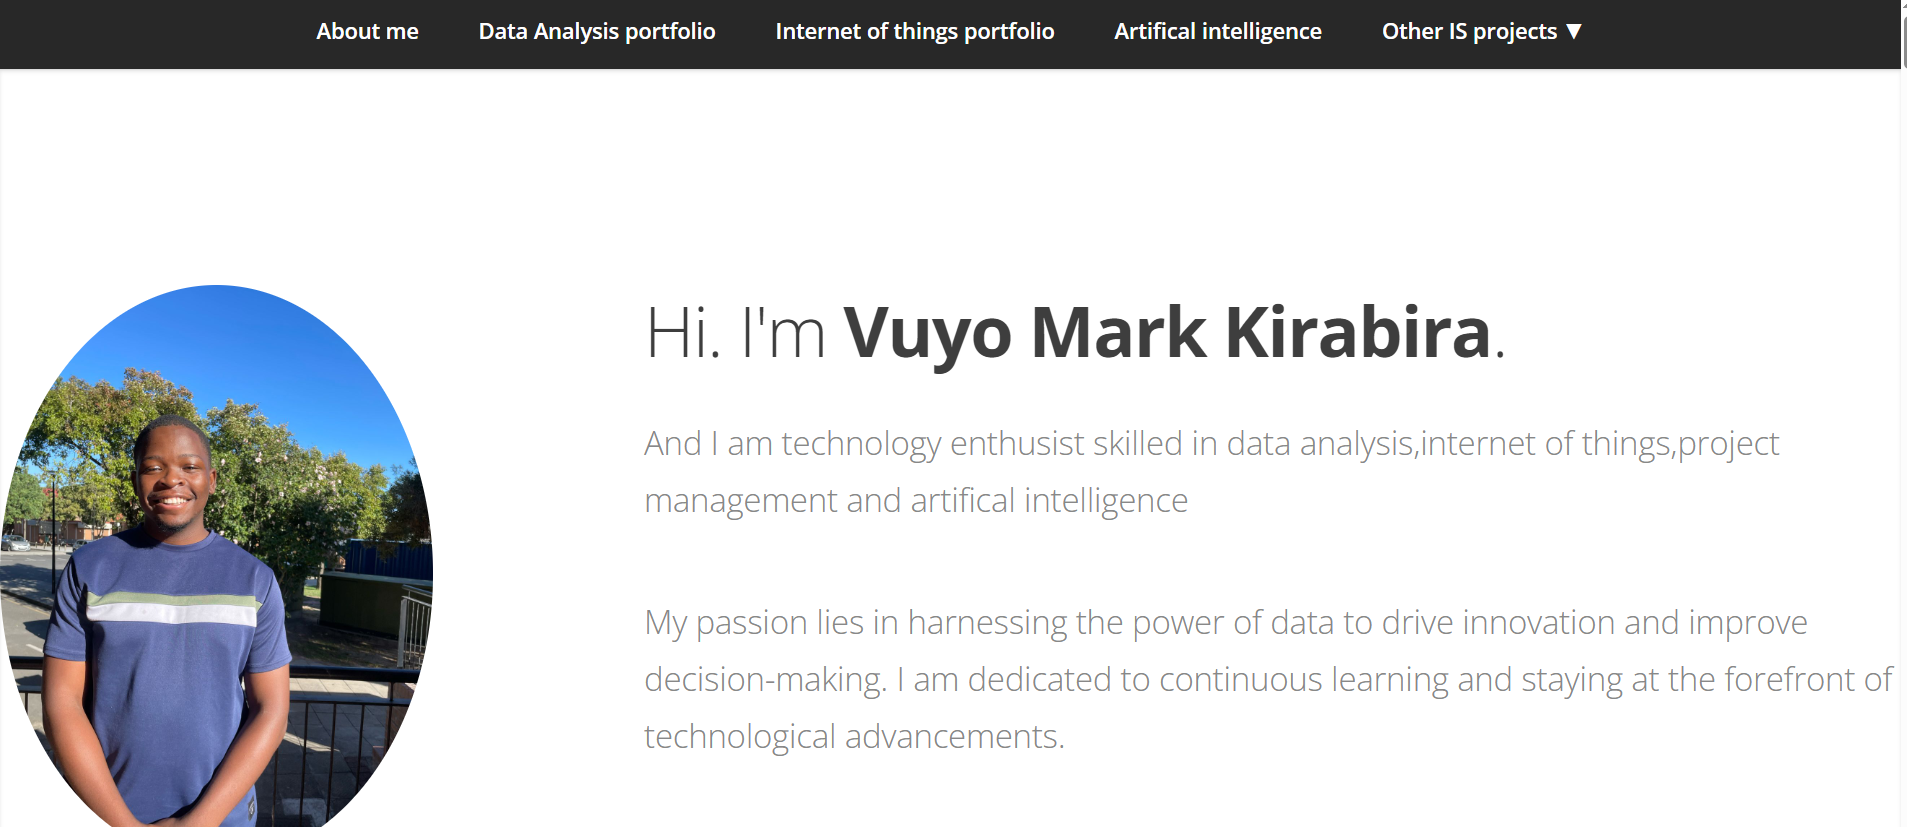 About me Data Analysis portfolio Internet of things portfolio Artifical intelligence Other IS projects ▼
Hi. I'm Vuyo Mark Kirabira.
And I am technology enthusist skilled in data analysis,internet of things,project
management and artifical intelligence
My passion lies in harnessing the power of data to drive innovation and improve
decision-making. I am dedicated to continuous learning and staying at the forefront of
technological advancements.